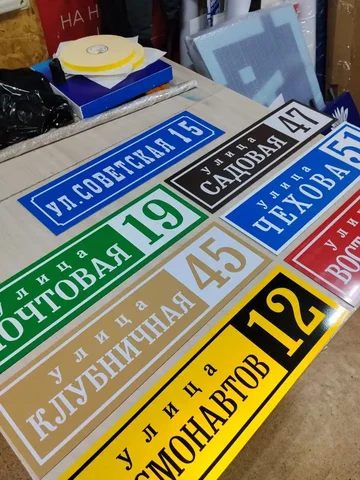 НА Н
УЛ.СОВЕТСКАЯ 15
улица
САДОВАЯ 47
улица
ЧЕХОВА 5
улица
ПОЧТОВАЯ 19
улица
ВОСТ
улица
КЛУБНИЧНАЯ 45
улица
СМОНАВТОВ 12